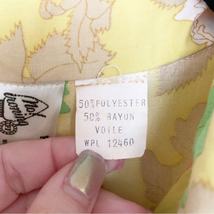 50% POLYESTER
50% RAYON
VOILE
WPL 12460